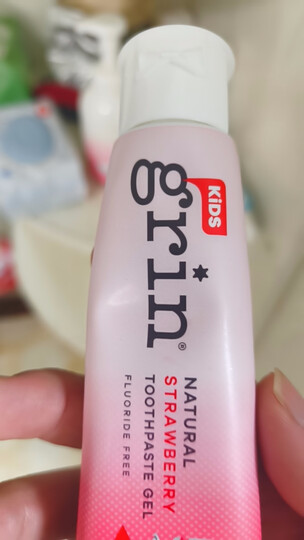 KiDS
grin®
NATURAL
STRAWBERRY
TOOTHPASTE GEL
FLUORIDE FREE